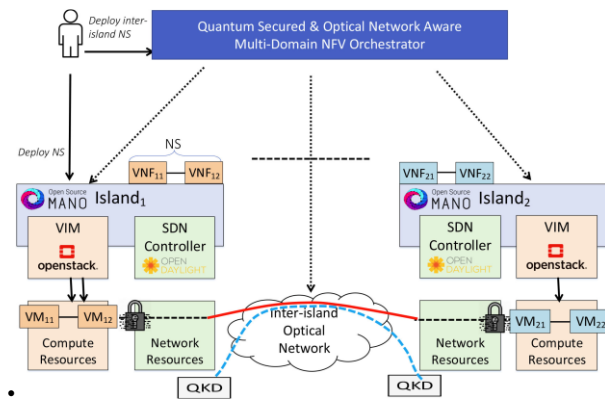 Deploy inter-
island NS
Quantum Secured & Optical Network Aware
Multi-Domain NFV Orchestrator
Deploy NS
NS
VNF11
VNF12
VNF21
VNF22
Open Source
MANO
Island1
Open Source
MANO
Island2
VIM
openstack.
SDN
Controller
OPEN
DAYLIGHT
SDN
Controller
OPEN
DAYLIGHT
VIM
openstack.
VM11
VM12
Compute
Resources
Network
Resources
Inter-island
Optical
Network
Network
Resources
VM21
VM22
Compute
Resources
QKD
QKD